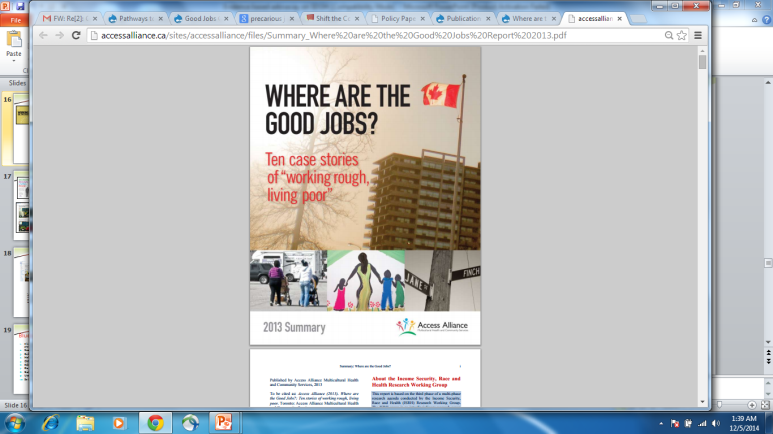 File
Paste
Slides
16
17
18
19
Slide 16
FW: Re[2]:
Pathways t
Good Jobs
precarious
Shift the C
Policy Pape
Publication
Where are
accessallian
accessalliance.ca/sites/accessalliance/files/Summary_Where%20are%20the%20Good%20Jobs%20Report%202013.pdf
WHERE ARE THE
GOOD JOBS?
Ten case stories
of “working rough,
living poor”
JANE
FINCH
2013 Summary
Access Alliance
Summary: Where are the Good Jobs?
1
Published by Access Alliance Multicultural Health
and Community Services, 2013
To be cited as Access Alliance (2013). Where are
the Good Jobs?: Ten stories of working rough, living
poor. Toronto: Access Alliance Multicultural Health
About the Income Security, Race and
Health Research Working Group
This report is based on the third phase of a multi-phase
research agenda conducted by the Income Security,
Race and Health (ISRH) Research Working Group.
1:39 AM
12/5/2014